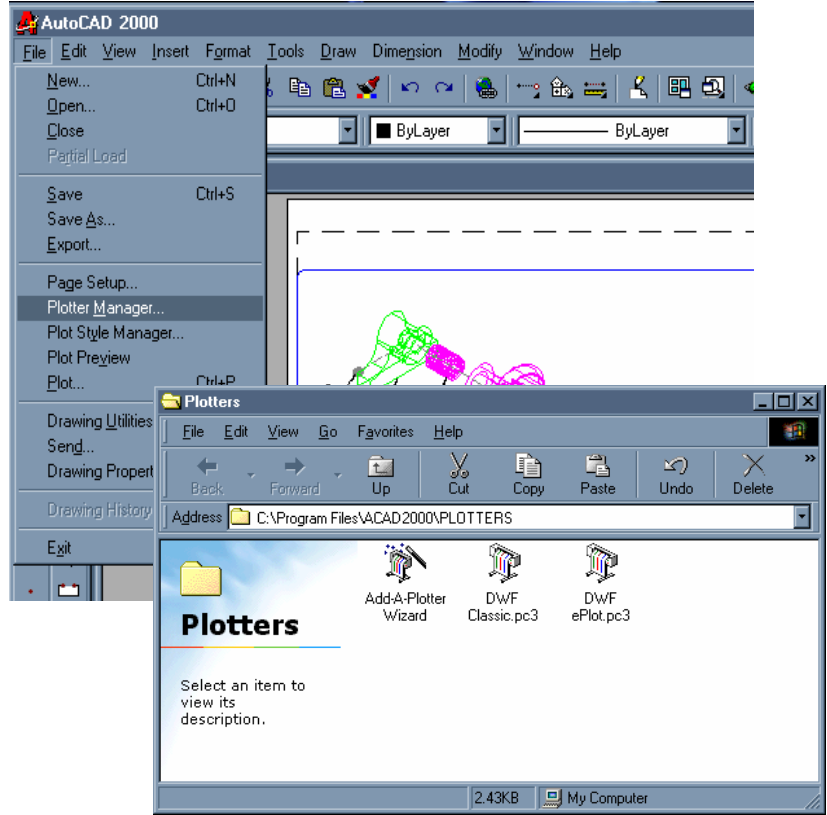 AutoCAD 2000
File Edit View Insert Format Tools Draw Dimension Modify Window Help
New... Ctrl+N
Open... Ctrl+O
Close
Partial Load
ByLayer ByLayer
Save Ctrl+S
Save As...
Export...
Page Setup...
Plotter Manager...
Plot Style Manager...
Plot Preview
Plot... Ctrl+P
Drawing Utilities
Send...
Drawing Propert
Drawing History
Exit
Plotters
File Edit View Go Favorites Help
Back Forward Up Cut Copy Paste Undo Delete
Address C:\Program Files\ACAD2000\PLOTTERS
Plotters
Select an item to
view its
description.
Add-A-Plotter
Wizard
DWF
Classic.pc3
DWF
ePlot.pc3
2.43KB My Computer